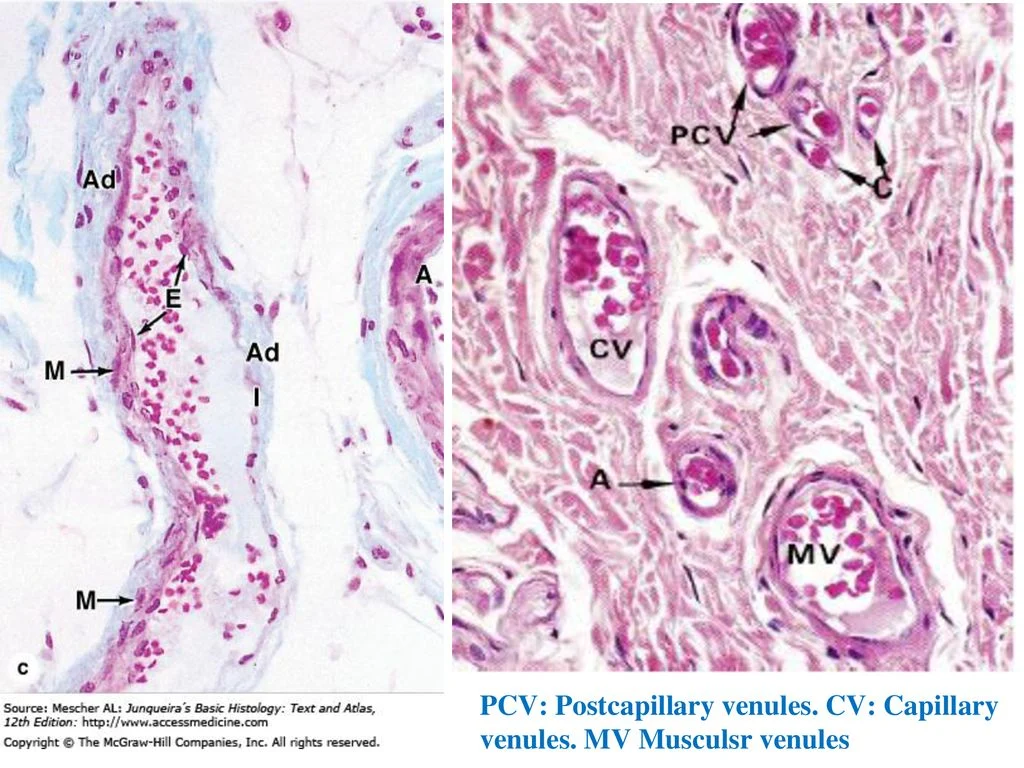 Ad
E
M
Ad
I
A
M
c
PCV
C
CV
A
MV
Source: Mescher AL: Junqueira´s Basic Histology: Text and Atlas,
12th Edition: http://www.accessmedicine.com
Copyright © The McGraw-Hill Companies, Inc. All rights reserved.
PCV: Postcapillary venules. CV: Capillary
venules. MV Musculsr venules